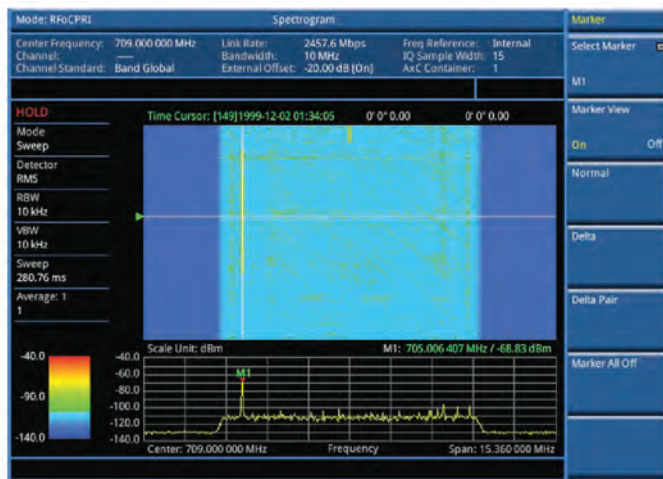 Mode: RFoCPRI
Spectrogram
Marker
Center Frequency: 709.000 000 MHz
Link Rate: 2457.6 Mbps
Freq Reference: Internal
Channel: ——
Bandwidth: 10 MHz
IQ Sample Width: 15
Channel Standard: Band Global
External Offset: -20.00 dB [On]
AxC Container: 1
Select Marker
M1
Marker View
On Off
Normal
Delta
Delta Pair
Marker All Off
HOLD
Mode
Sweep
Detector
RMS
RBW
10 kHz
VBW
10 kHz
Sweep
280.76 ms
Average: 1
1
Time Cursor: [149]1999-12-02 01:34:05 0' 0" 0.00 0' 0" 0.00
Scale Unit: dBm
M1: 705.006 407 MHz / -68.83 dBm
-40.0
-90.0
-140.0
-40.0
-60.0
-80.0
-100.0
-120.0
-140.0
M1
Center: 709.000 000 MHz
Frequency
Span: 15.360 000 MHz